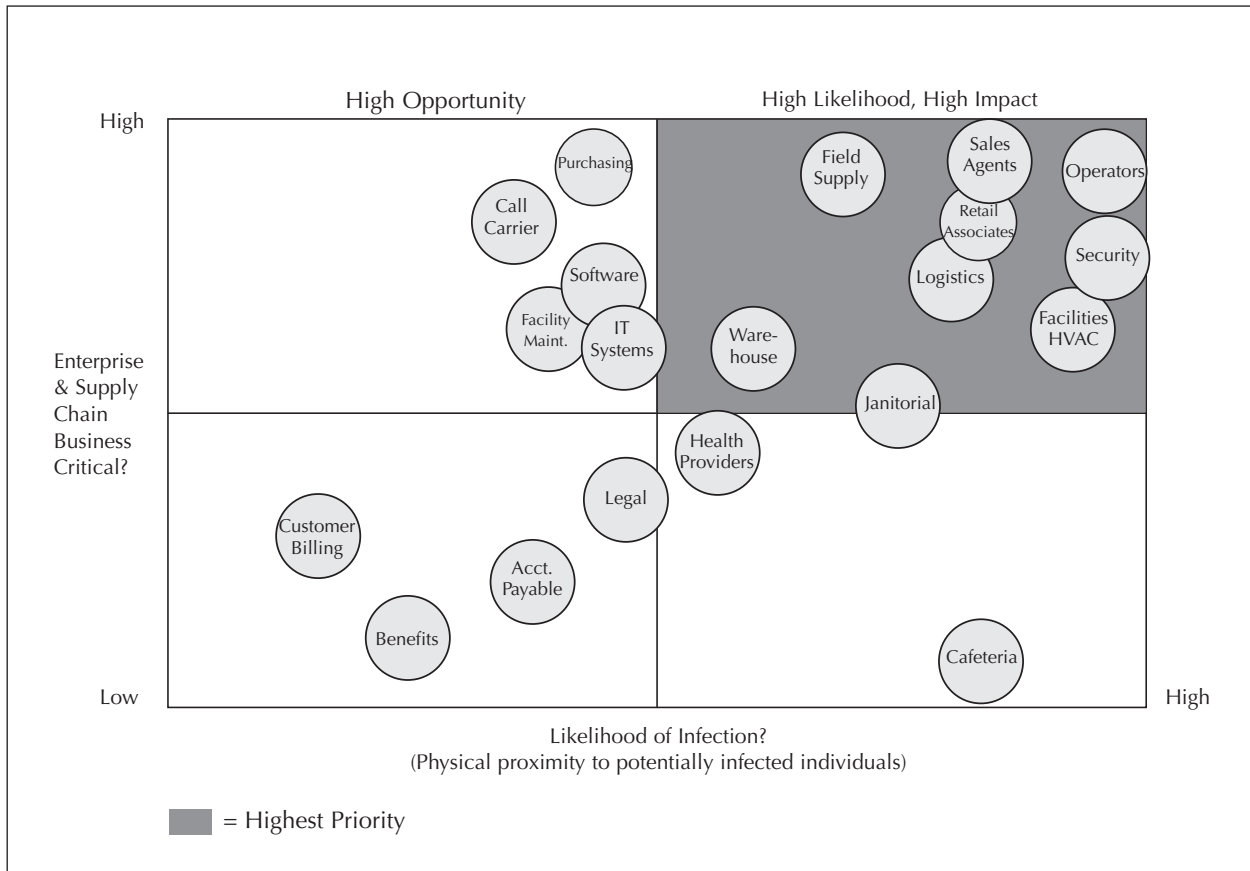 High Opportunity
High Likelihood, High Impact
High
Purchasing
Call
Carrier
Software
Facility
Maint.
IT
Systems
Field
Supply
Sales
Agents
Operators
Retail
Associates
Security
Logistics
Facilities
HVAC
Ware-
house
Janitorial
Enterprise
& Supply
Chain
Business
Critical?
Health
Providers
Legal
Customer
Billing
Acct.
Payable
Benefits
Cafeteria
Low
High
Likelihood of Infection?
(Physical proximity to potentially infected individuals)
= Highest Priority